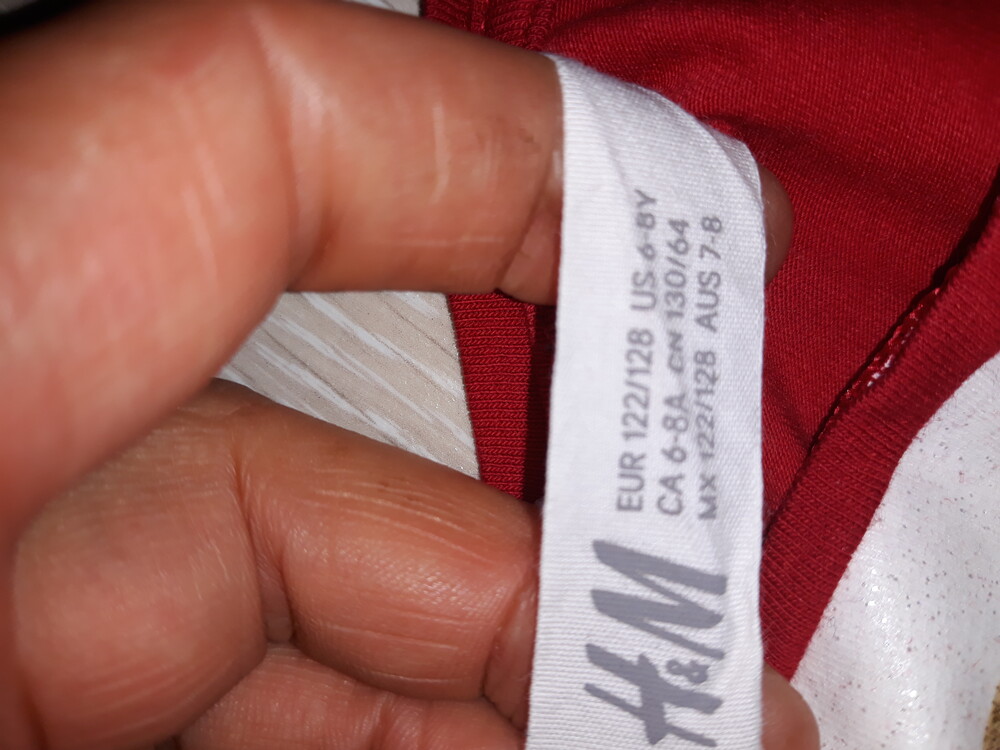 H&M
EUR 122/128 US 6-8Y
CA 6-8A CN 130/64
MX 122/128 AUS 7-8